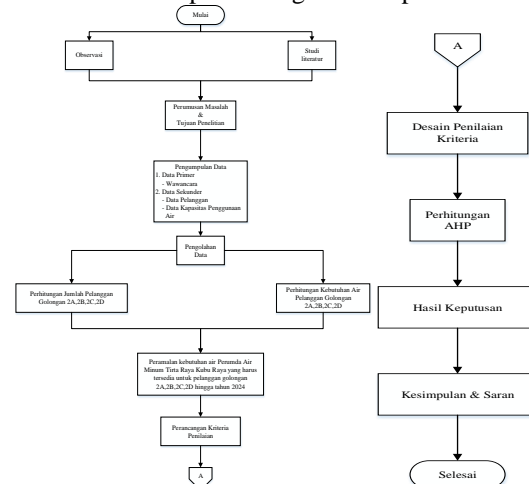 Mulai
Observasi
Studi
literatur
Perumusan Masalah
&
Tujuan Penelitian
Pengumpulan Data
1. Data Primer
- Wawancara
2. Data Sekunder
- Data Pelanggan
- Data Kapasitas Penggunaan
Air
Pengolahan
Data
Perhitungan Jumlah Pelanggan
Golongan 2A,2B,2C,2D
Perhitungan Kebutuhan Air
Pelanggan Golongan
2A,2B,2C,2D
Peramalan kebutuhan air Perumda Air
Minum Tirta Raya Kubu Raya yang harus
tersedia untuk pelanggan golongan
2A,2B,2C,2D hingga tahun 2024
Perancangan Kriteria
Penilaian
A
A
Desain Penilaian
Kriteria
Perhitungan
AHP
Hasil Keputusan
Kesimpulan & Saran
Selesai